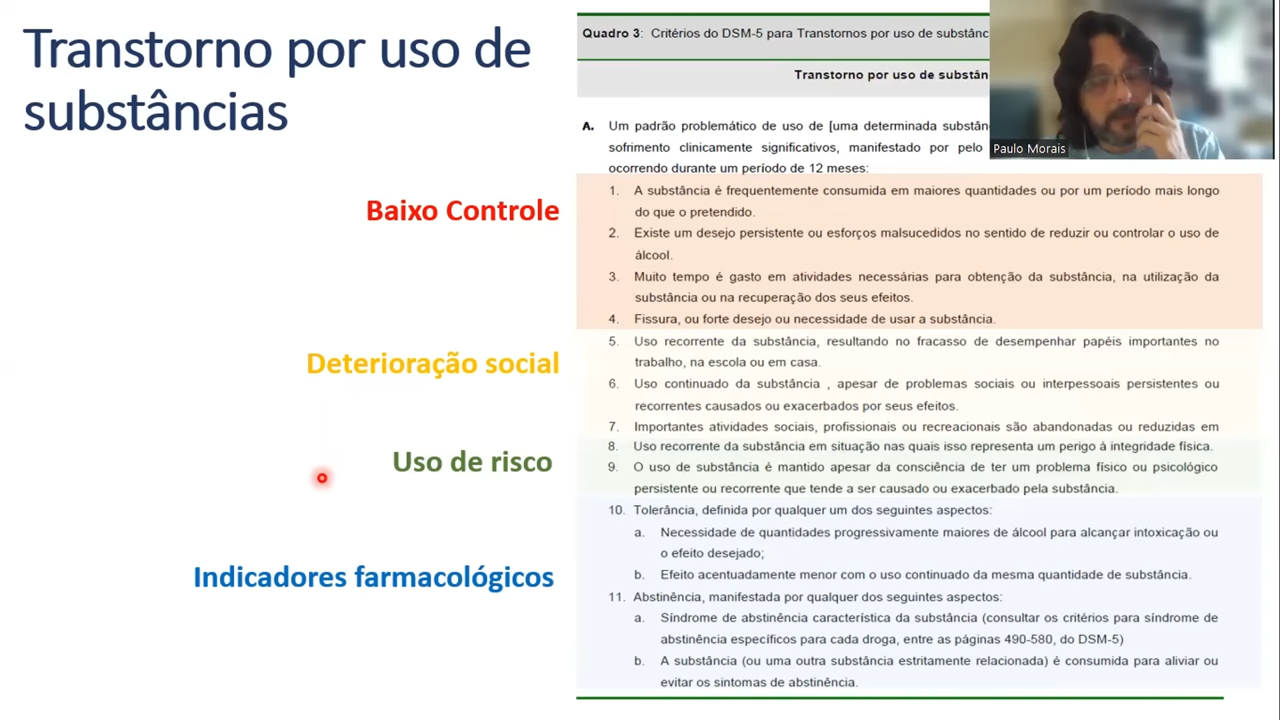 Transtorno por uso de
substâncias
Quadro 3: Critérios do DSM-5 para Transtornos por uso de substânc
Transtorno por uso de substân
Paulo Morais
A. Um padrão problemático de uso de [uma determinada substân
sofrimento clinicamente significativos, manifestado por pelo
ocorrendo durante um período de 12 meses:
Baixo Controle
1. A substância é frequentemente consumida em maiores quantidades ou por um período mais longo
do que o pretendido.
2. Existe um desejo persistente ou esforços malsucedidos no sentido de reduzir ou controlar o uso de
álcool.
3. Muito tempo é gasto em atividades necessárias para obtenção da substância, na utilização da
substância ou na recuperação dos seus efeitos.
4. Fissura, ou forte desejo ou necessidade de usar a substância.
Deterioração social
5. Uso recorrente da substância, resultando no fracasso de desempenhar papéis importantes no
trabalho, na escola ou em casa.
6. Uso continuado da substância , apesar de problemas sociais ou interpessoais persistentes ou
recorrentes causados ou exacerbados por seus efeitos.
7. Importantes atividades sociais, profissionais ou recreacionais são abandonadas ou reduzidas em
Uso de risco
8. Uso recorrente da substância em situação nas quais isso representa um perigo à integridade física.
9. O uso de substância é mantido apesar da consciência de ter um problema físico ou psicológico
persistente ou recorrente que tende a ser causado ou exacerbado pela substância.
Indicadores farmacológicos
10. Tolerância, definida por qualquer um dos seguintes aspectos:
a. Necessidade de quantidades progressivamente maiores de álcool para alcançar intoxicação ou
o efeito desejado;
b. Efeito acentuadamente menor com o uso continuado da mesma quantidade de substância.
11. Abstinência, manifestada por qualquer dos seguintes aspectos:
a. Síndrome de abstinência característica da substância (consultar os critérios para síndrome de
abstinência específicos para cada droga, entre as páginas 490-580, do DSM-5)
b. A substância (ou uma outra substância estritamente relacionada) é consumida para aliviar ou
evitar os sintomas de abstinência.